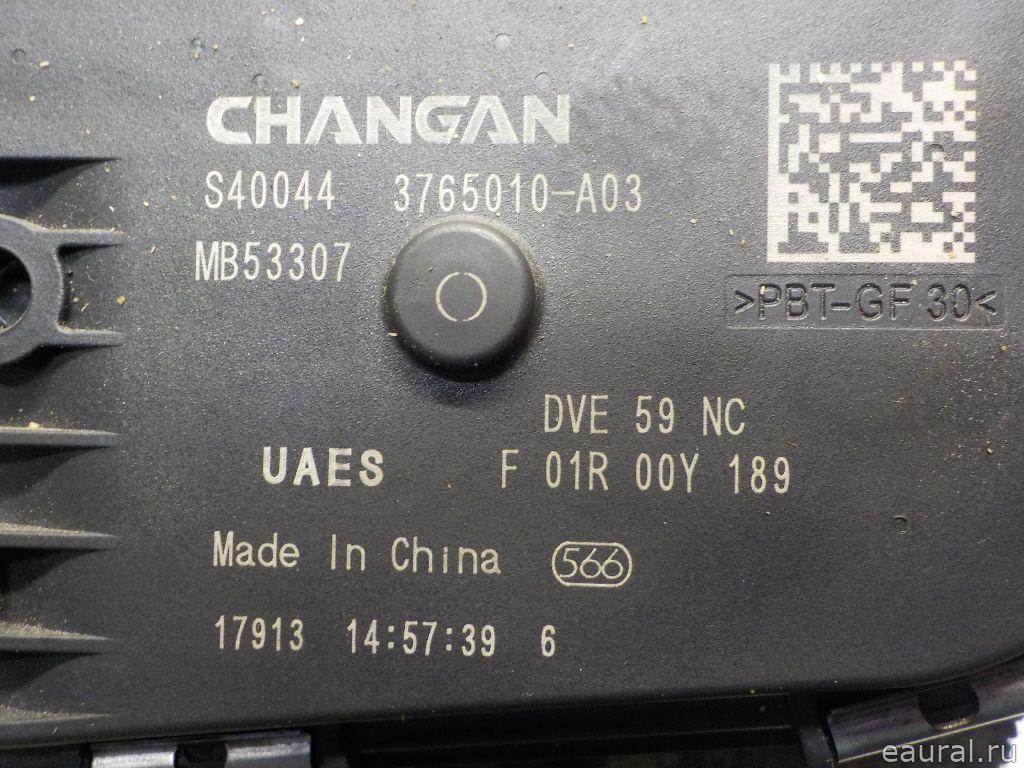 CHANGAN
S40044 3765010-A03
MB53307
>PBT-GF 30<
DVE 59 NC
UAES F 01R 00Y 189
Made In China 566
17913 14:57:39 6
eaural.ru